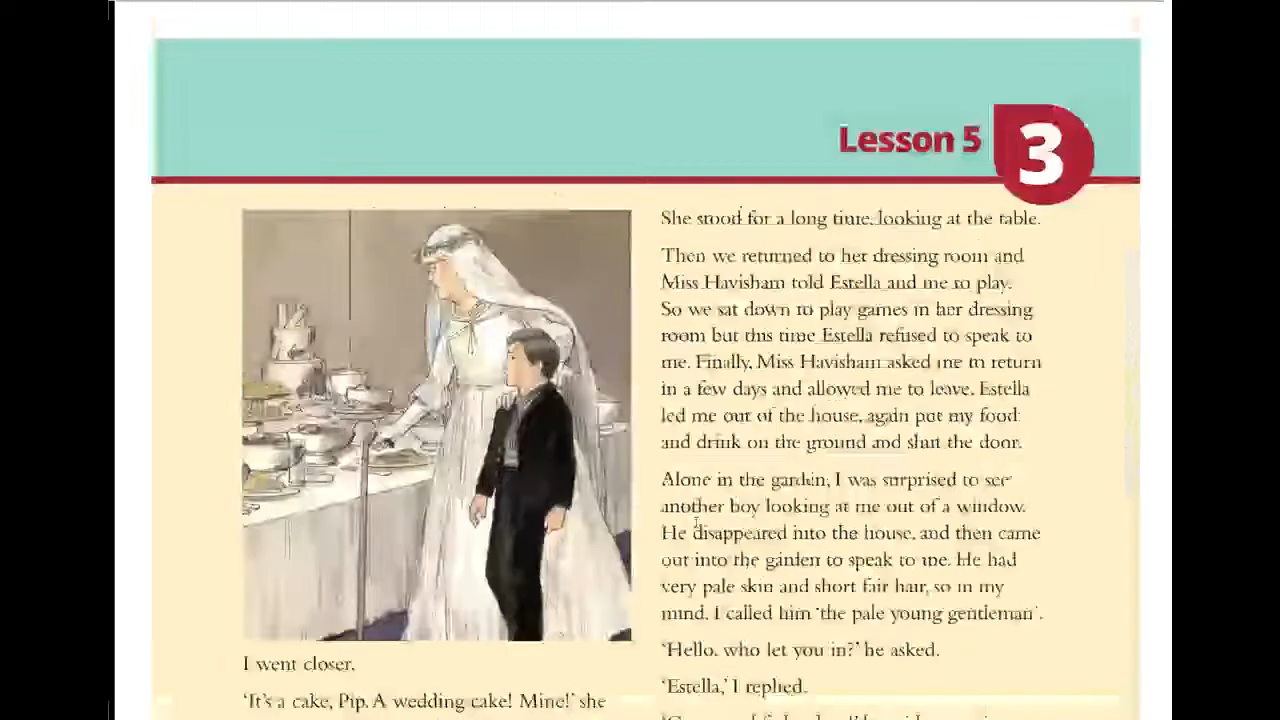 Lesson 5
3
I went closer.
'It's a cake, Pip. A wedding cake! Mine!' she
She stood for a long time, looking at the table.
Then we returned to her dressing room and
Miss Havisham told Estella and me to play.
So we sat down to play games in her dressing
room but this time Estella refused to speak to
me. Finally, Miss Havisham asked me to return
in a few days and allowed me to leave. Estella
led me out of the house, again put my food
and drink on the ground and shut the door.
Alone in the garden, I was surprised to see
another boy looking at me out of a window.
He disappeared into the house, and then came
out into the garden to speak to me. He had
very pale skin and short fair hair, so in my
mind, I called him 'the pale young gentleman'.
'Hello, who let you in?' he asked.
'Estella,' I replied.